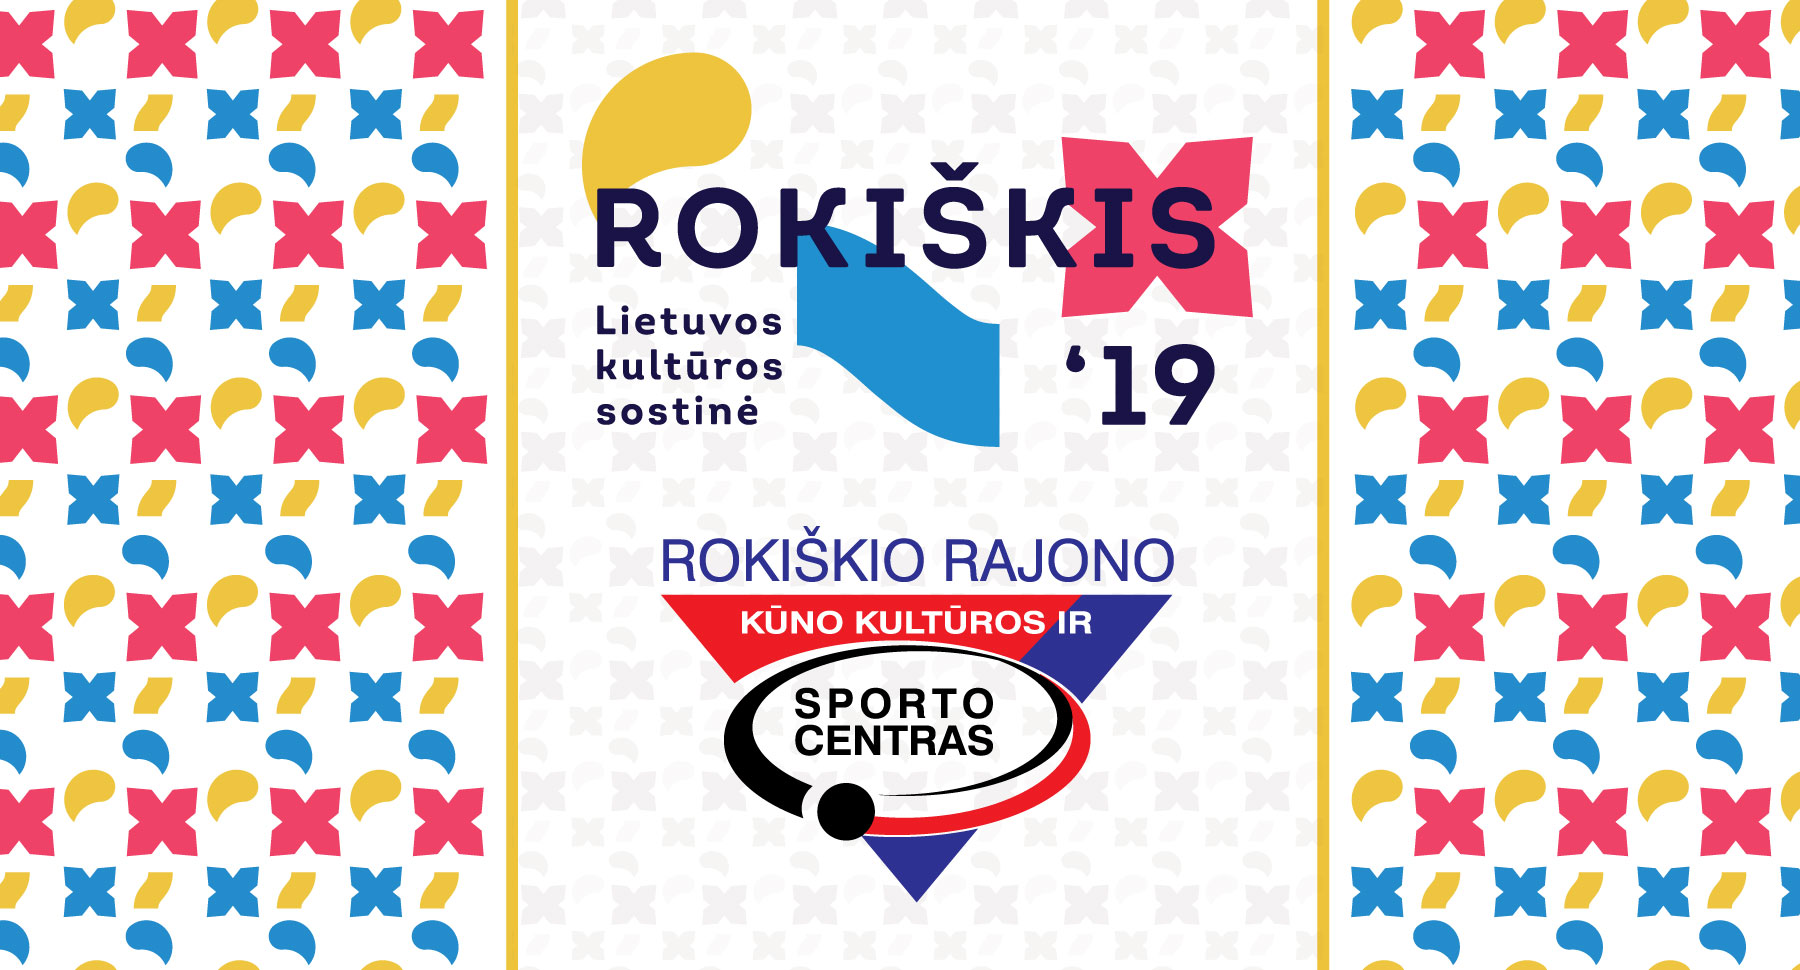 ROKIŠKIS
Lietuvos
kultūros
sostinė
‘19
ROKIŠKIO RAJONO
KŪNO KULTŪROS IR
SPORTO
CENTRAS